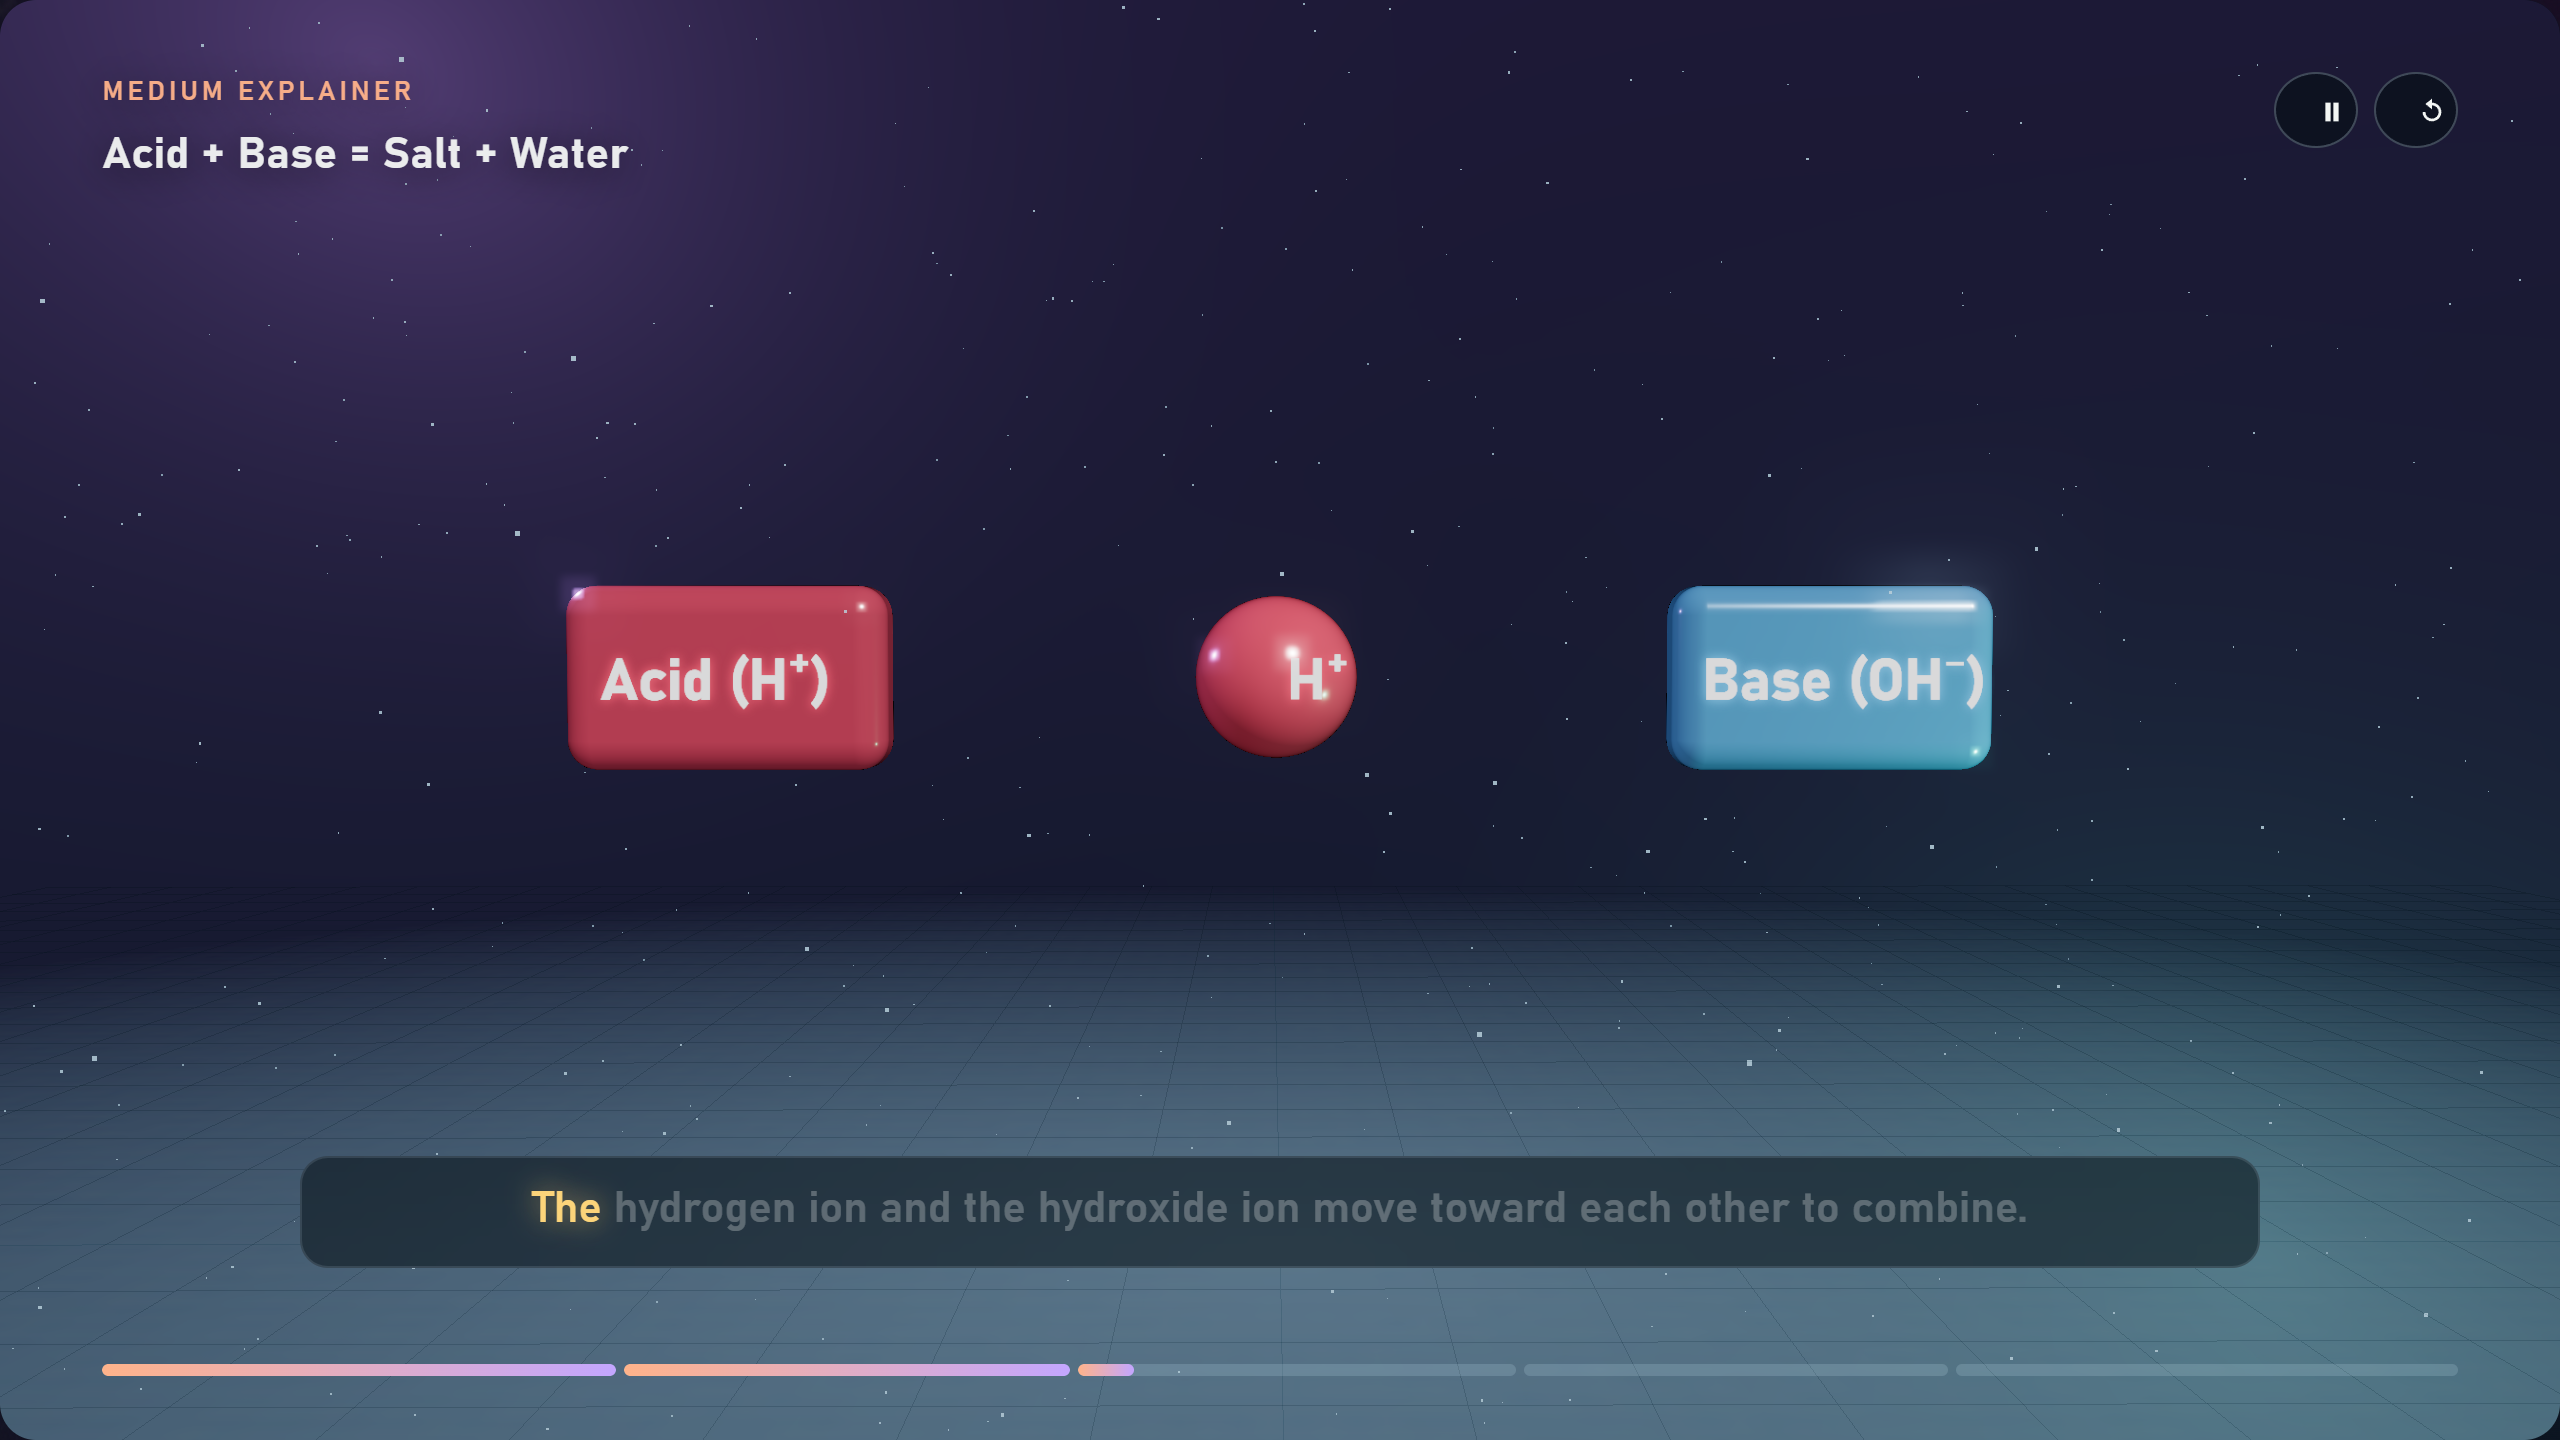 MEDIUM EXPLAINER
Acid + Base = Salt + Water
Acid (H⁺)
H⁺
Base (OH⁻)
The hydrogen ion and the hydroxide ion move toward each other to combine.